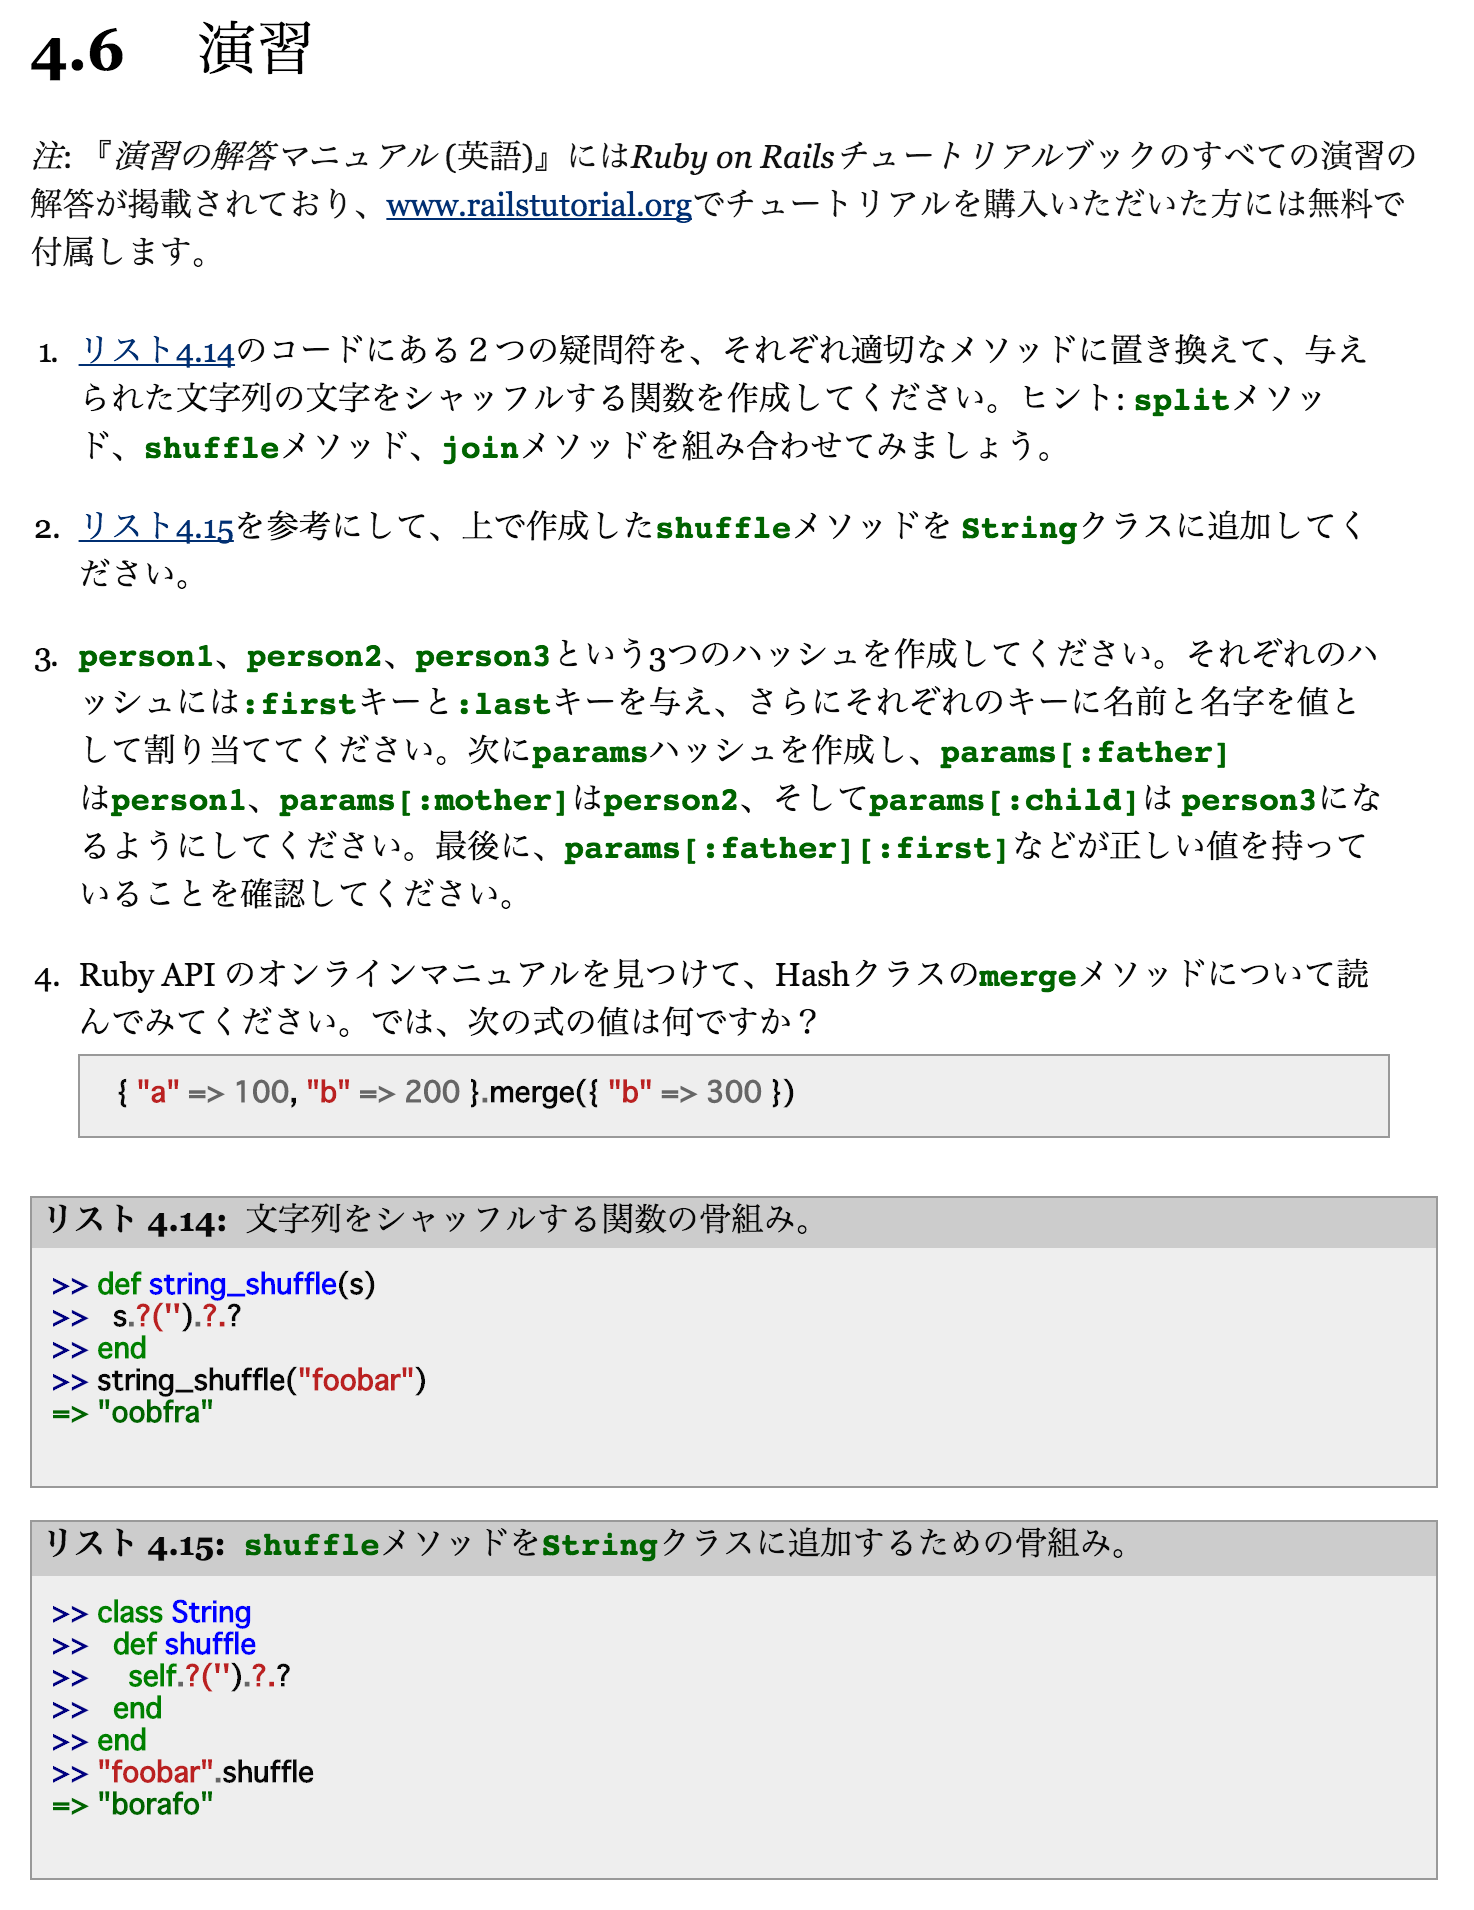 4.6 演習
注: 『演習の解答マニュアル (英語)』にはRuby on Railsチュートリアルブックのすべての演習の
解答が掲載されており、www.railstutorial.orgでチュートリアルを購入いただいた方には無料で
付属します。
1. リスト4.14のコードにある２つの疑問符を、それぞれ適切なメソッドに置き換えて、与え
られた文字列の文字をシャッフルする関数を作成してください。ヒント: splitメソッ
ド、shuffleメソッド、joinメソッドを組み合わせてみましょう。
2. リスト4.15を参考にして、上で作成したshuffleメソッドを Stringクラスに追加してく
ださい。
3. person1、person2、person3という3つのハッシュを作成してください。それぞれのハ
ッシュには:firstキーと:lastキーを与え、さらにそれぞれのキーに名前と名字を値と
して割り当ててください。次にparamsハッシュを作成し、params[:father]
はperson1、params[:mother]はperson2、そしてparams[:child]は person3にな
るようにしてください。最後に、params[:father][:first]などが正しい値を持って
いることを確認してください。
4. Ruby API のオンラインマニュアルを見つけて、Hashクラスのmergeメソッドについて読
んでみてください。では、次の式の値は何ですか？
{ "a" => 100, "b" => 200 }.merge({ "b" => 300 })
リスト 4.14: 文字列をシャッフルする関数の骨組み。
>> def string_shuffle(s)
>>   s.?('').?.?
>> end
>> string_shuffle("foobar")
=> "oobfra"
リスト 4.15: shuffleメソッドをStringクラスに追加するための骨組み。
>> class String
>>   def shuffle
>>     self.?('').?.?
>>   end
>> end
>> "foobar".shuffle
=> "borafo"